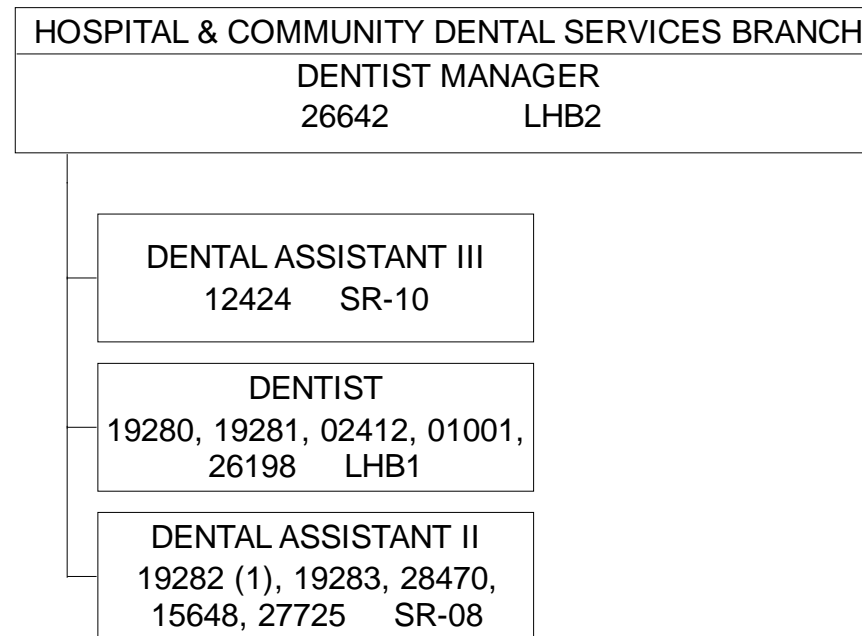 HOSPITAL & COMMUNITY DENTAL SERVICES BRANCH
DENTIST MANAGER
26642 LHB2
DENTAL ASSISTANT III
12424 SR-10
DENTIST
19280, 19281, 02412, 01001,
26198 LHB1
DENTAL ASSISTANT II
19282 (1), 19283, 28470,
15648, 27725 SR-08